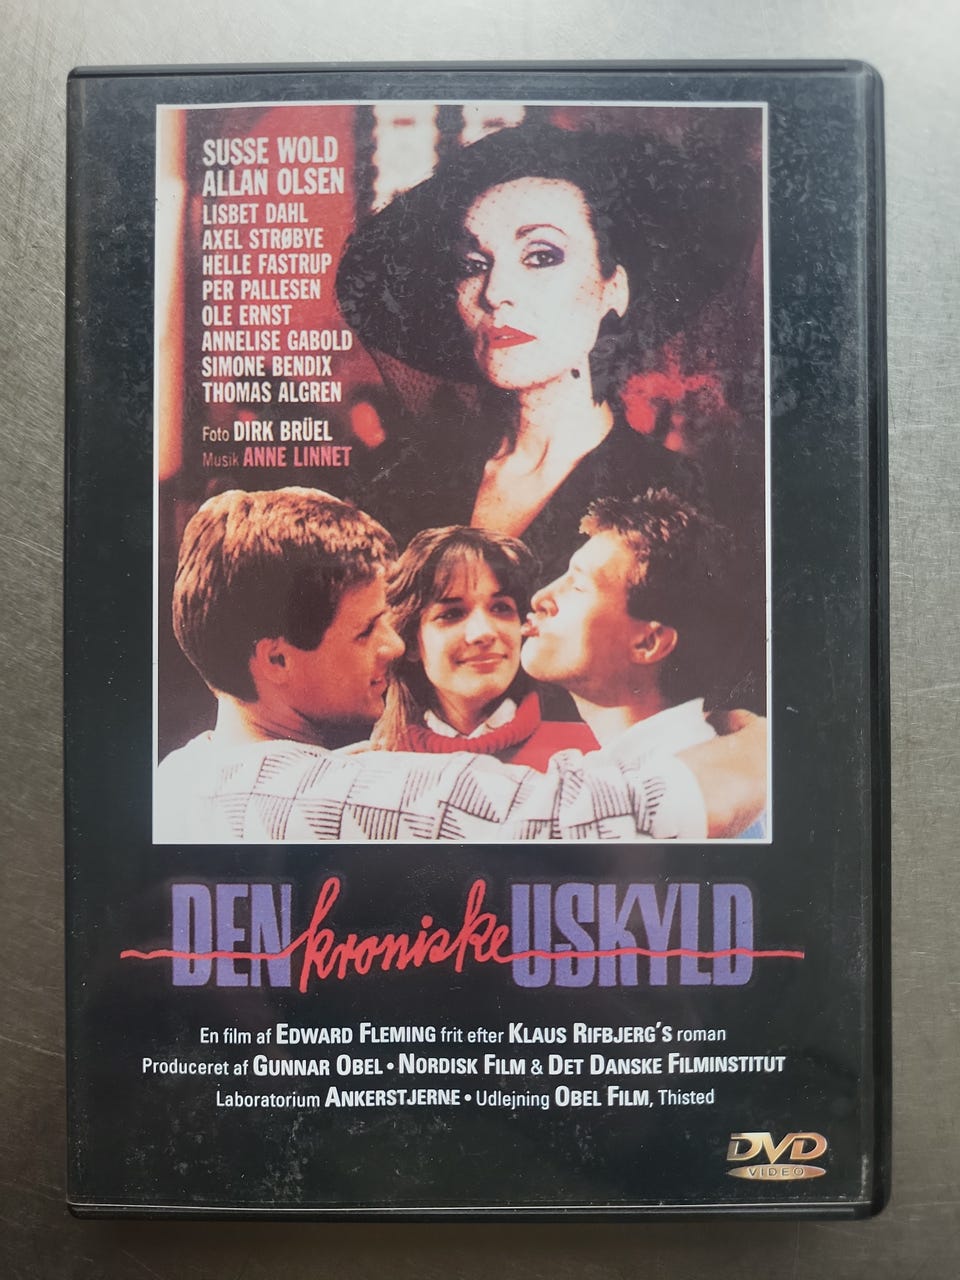 SUSSE WOLD
ALLAN OLSEN
LISBET DAHL
AXEL STRØBYE
HELLE FASTRUP
PER PALLESEN
OLE ERNST
ANNELISE GABOLD
SIMONE BENDIX
THOMAS ALGREN
Foto DIRK BRÜEL
Musik ANNE LINNET
DEN kroniske USKYLD
En film af EDWARD FLEMING frit efter KLAUS RIFBJERG'S roman
Produceret af GUNNAR OBEL • NORDISK FILM & DET DANSKE FILMINSTITUT
Laboratorium ANKERSTJERNE • Udlejning OBEL FILM, Thisted
DVD
VIDEO